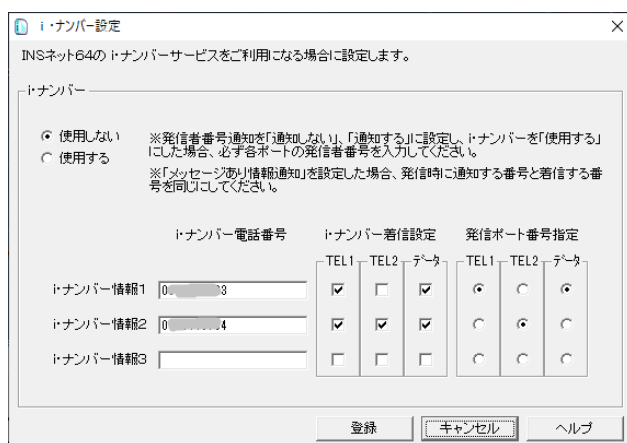 i・ナンバー設定
INSネット64の i・ナンバーサービスをご利用になる場合に設定します。
i・ナンバー
使用しない
使用する
※発信者番号通知を「通知しない」、「通知する」に設定し、i・ナンバーを「使用する」
にした場合、必ず各ポートの発信者番号を入力してください。
※「メッセージあり情報通知」を設定した場合、発信時に通知する番号と着信する番
号を同じにしてください。
i・ナンバー電話番号 i・ナンバー着信設定 発信ポート番号指定
TEL1 TEL2 データ TEL1 TEL2 データ
i・ナンバー情報1 0 3
i・ナンバー情報2 0 4
i・ナンバー情報3
登録 キャンセル ヘルプ